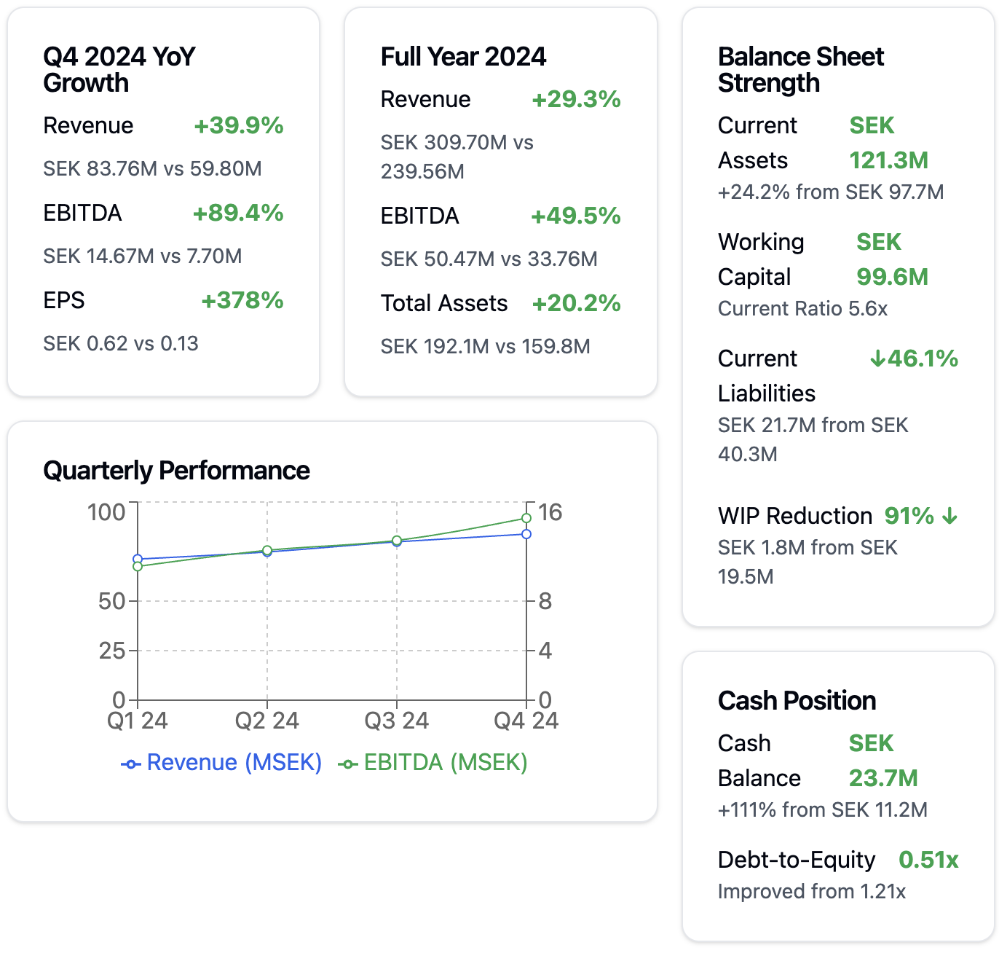 Q4 2024 YoY
Growth
Revenue +39.9%
SEK 83.76M vs 59.80M
EBITDA +89.4%
SEK 14.67M vs 7.70M
EPS +378%
SEK 0.62 vs 0.13
Full Year 2024
Revenue +29.3%
SEK 309.70M vs
239.56M
EBITDA +49.5%
SEK 50.47M vs 33.76M
Total Assets +20.2%
SEK 192.1M vs 159.8M
Balance Sheet
Strength
Current SEK
Assets 121.3M
+24.2% from SEK 97.7M
Working SEK
Capital 99.6M
Current Ratio 5.6x
Current ↓46.1%
Liabilities
SEK 21.7M from SEK
40.3M
WIP Reduction 91% ↓
SEK 1.8M from SEK
19.5M
Quarterly Performance
100 16
50 8
25 4
0 0
Q1 24 Q2 24 Q3 24 Q4 24
Revenue (MSEK) EBITDA (MSEK)
Cash Position
Cash SEK
Balance 23.7M
+111% from SEK 11.2M
Debt-to-Equity 0.51x
Improved from 1.21x